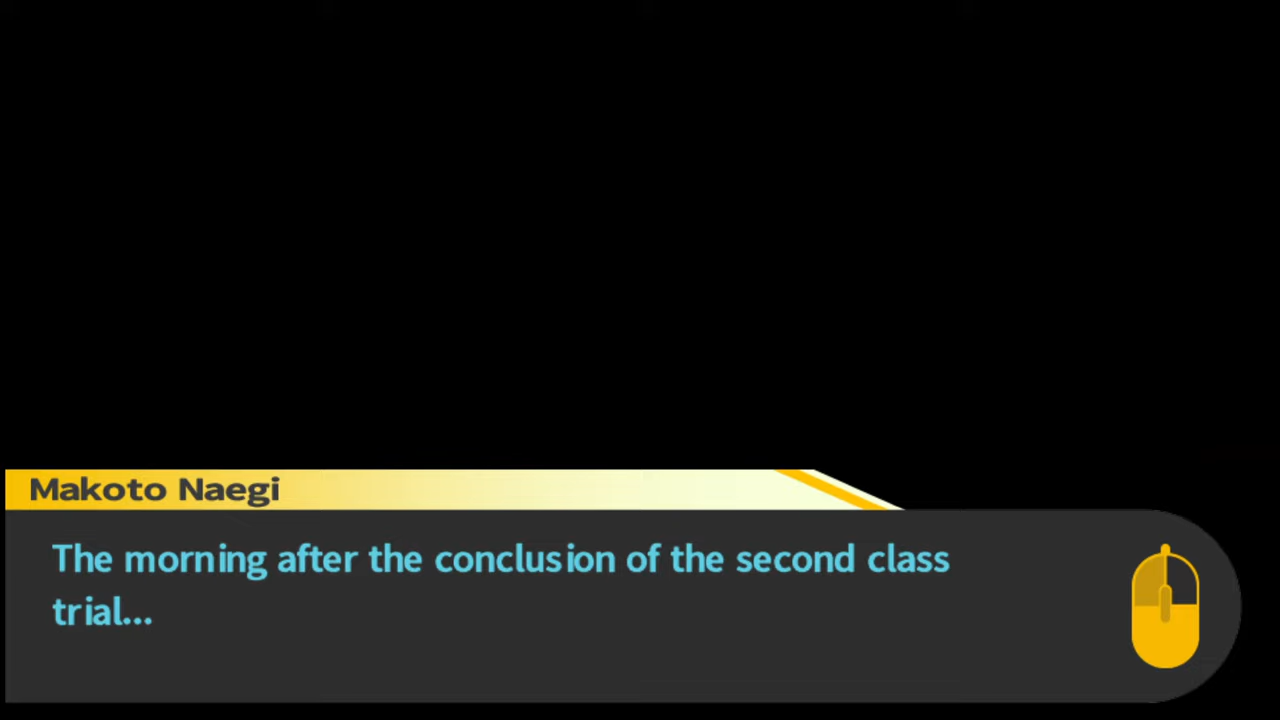 Makoto Naegi
The morning after the conclusion of the second class
trial...